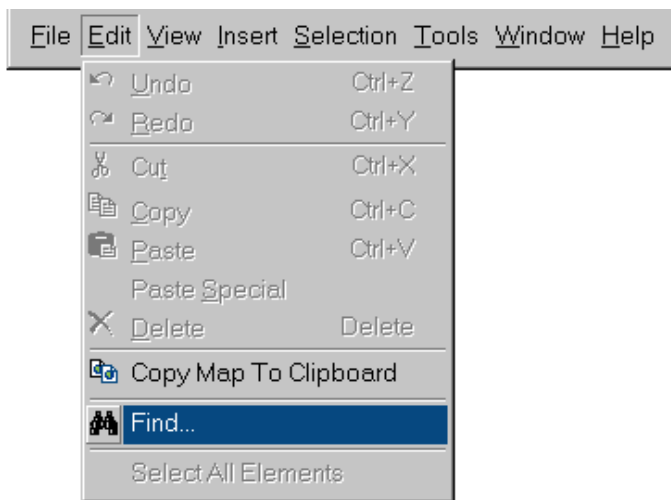 File Edit View Insert Selection Tools Window Help
Undo Ctrl+Z
Redo Ctrl+Y
Cut Ctrl+X
Copy Ctrl+C
Paste Ctrl+V
Paste Special
Delete Delete
Copy Map To Clipboard
Find...
Select All Elements